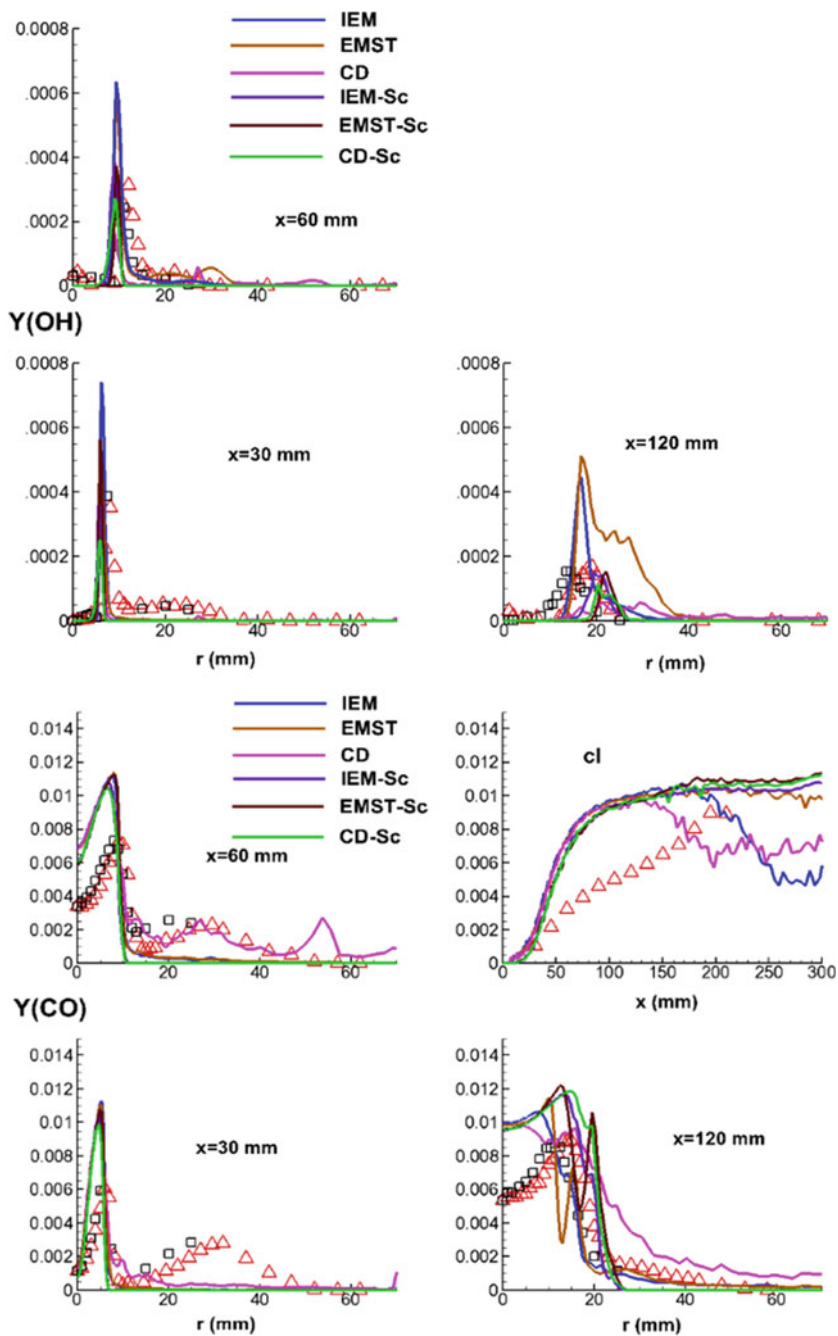 IEM
EMST
CD
IEM-Sc
EMST-Sc
CD-Sc
0.0008
.0006
.0004
.0002
0
x=60 mm
0 20 40 60
Y(OH)
0.0008
.0006
.0004
.0002
0
x=30 mm
0 20 40 60
r (mm)
0.0008
.0006
.0004
.0002
0
x=120 mm
0 20 40 60
r (mm)
IEM
EMST
CD
IEM-Sc
EMST-Sc
CD-Sc
0.014
0.012
0.01
0.008
0.006
0.004
0.002
0
x=60 mm
0 20 40 60
cl
0.014
0.012
0.01
0.008
0.006
0.004
0.002
0
0 50 100 150 200 250 300
x (mm)
Y(CO)
0.014
0.012
0.01
0.008
0.006
0.004
0.002
0
x=30 mm
0 20 40 60
r (mm)
0.014
0.012
0.01
0.008
0.006
0.004
0.002
0
x=120 mm
0 20 40 60
r (mm)